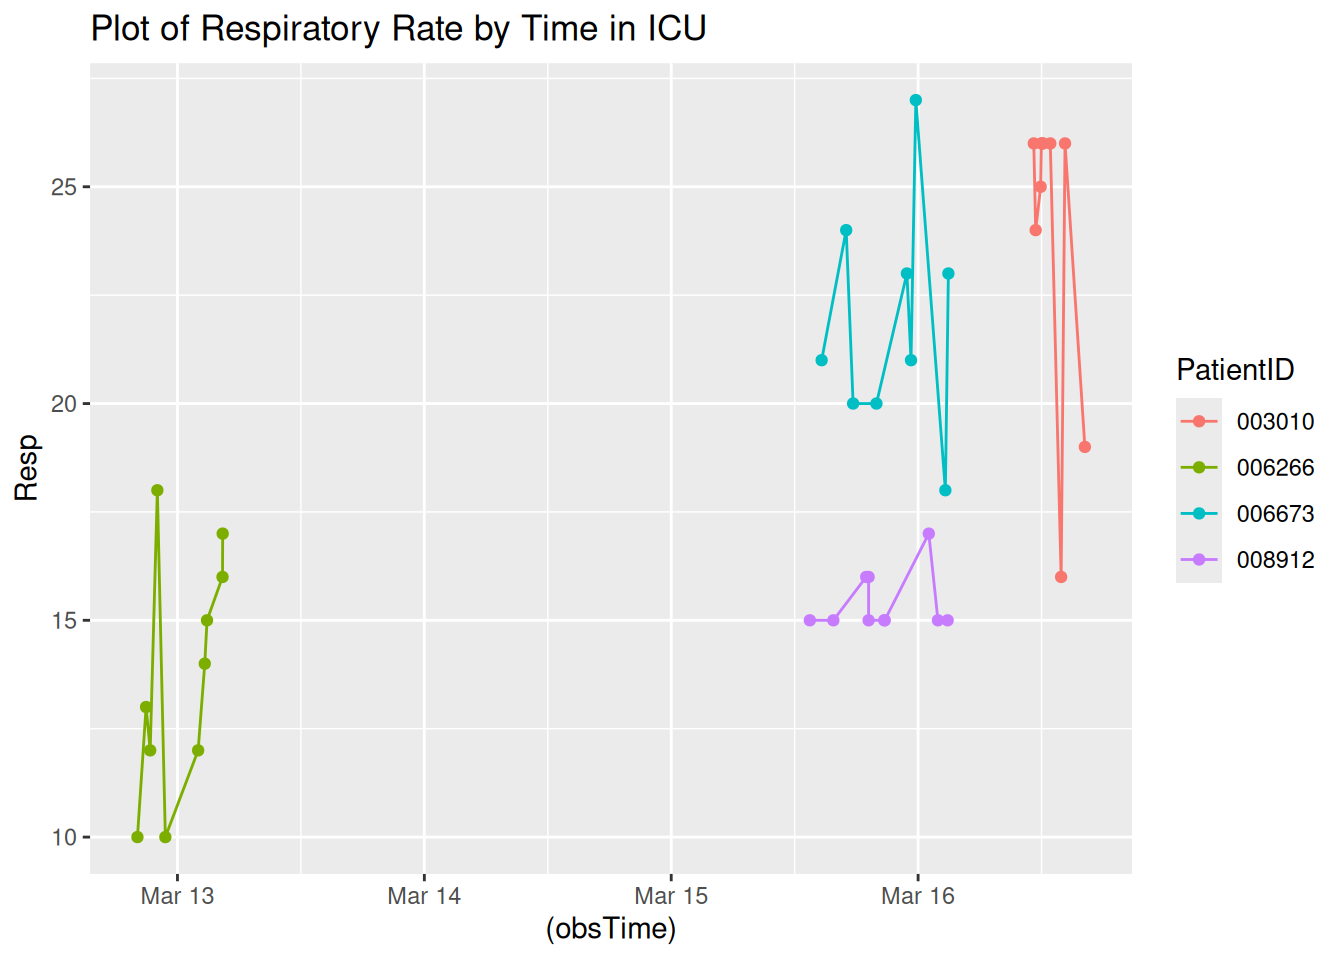 Plot of Respiratory Rate by Time in ICU
25
20
15
10
Resp
Mar 13
Mar 14
Mar 15
Mar 16
(obsTime)
PatientID
003010
006266
006673
008912